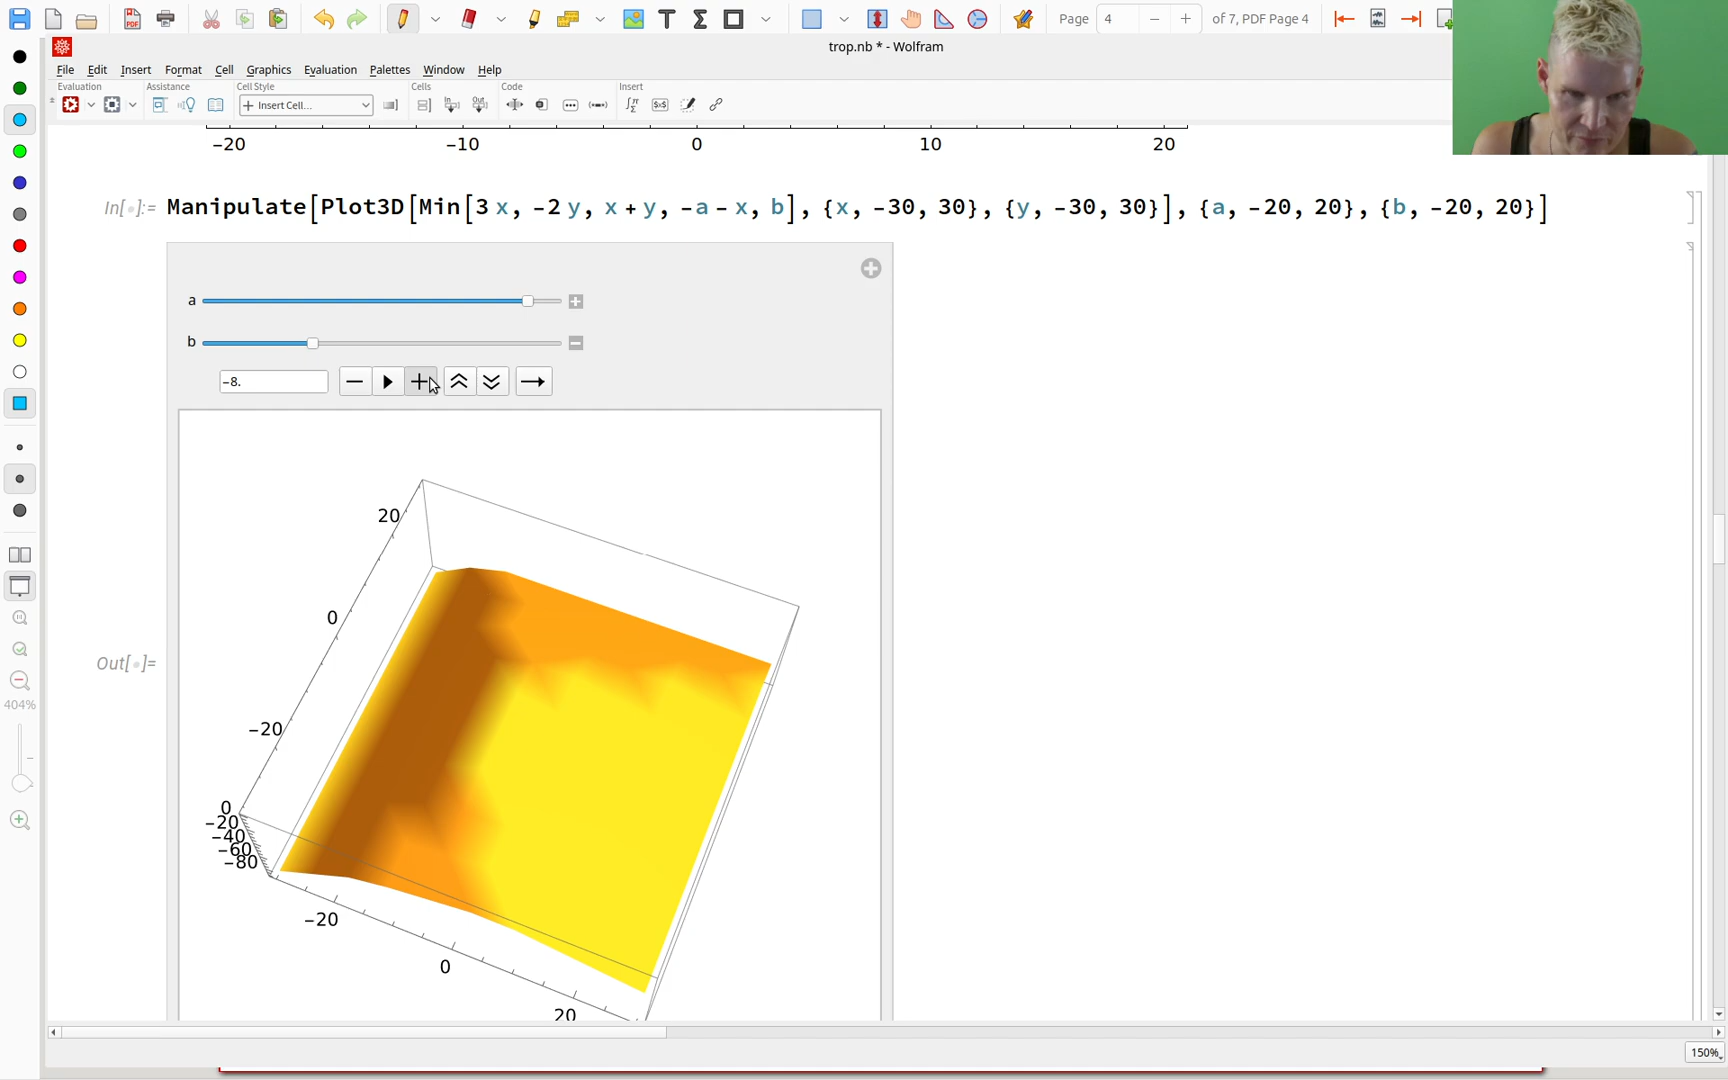 Page 4 of 7, PDF Page 4
trop.nb * - Wolfram
File Edit Insert Format Cell Graphics Evaluation Palettes Window Help
Evaluation Assistance Cell Style Cells Code Insert
Insert Cell...
-20 -10 0 10 20
In[ ]:= Manipulate[Plot3D[Min[3 x, -2 y, x + y, -a - x, b], {x, -30, 30}, {y, -30, 30}], {a, -20, 20}, {b, -20, 20}]
a
b
-8.
20
0
Out[ ]=
-20
404%
0
-20
-40
-60
-80
-20
0
20
150%